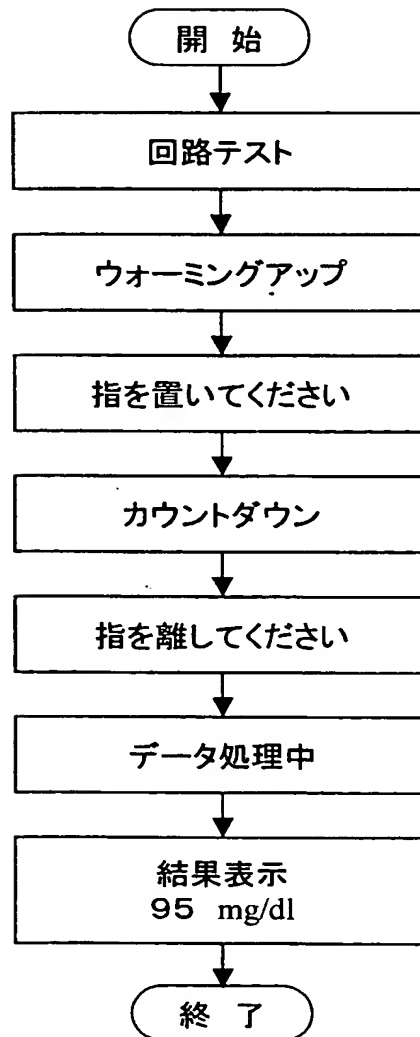 開 始
回路テスト
ウォーミングアップ
指を置いてください
カウントダウン
指を離してください
データ処理中
結果表示
95 mg/dl
終 了